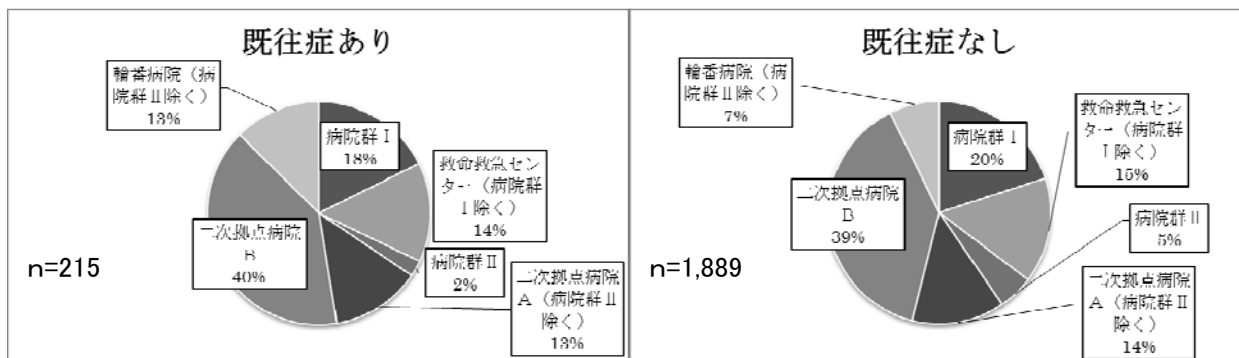 既往症あり
輪番病院（病
院群Ⅱ除く）
13%
病院群Ⅰ
18%
救命救急セン
ター（病院群
Ⅰ除く）
14%
病院群Ⅱ
2%
二次拠点病院
A（病院群Ⅱ
除く）
13%
二次拠点病院
B
40%
n=215
既往症なし
輪番病院（病
院群Ⅱ除く）
7%
病院群Ⅰ
20%
救命救急セン
ター（病院群
Ⅰ除く）
15%
病院群Ⅱ
5%
二次拠点病院
A（病院群Ⅱ
除く）
14%
二次拠点病院
B
39%
n=1,889